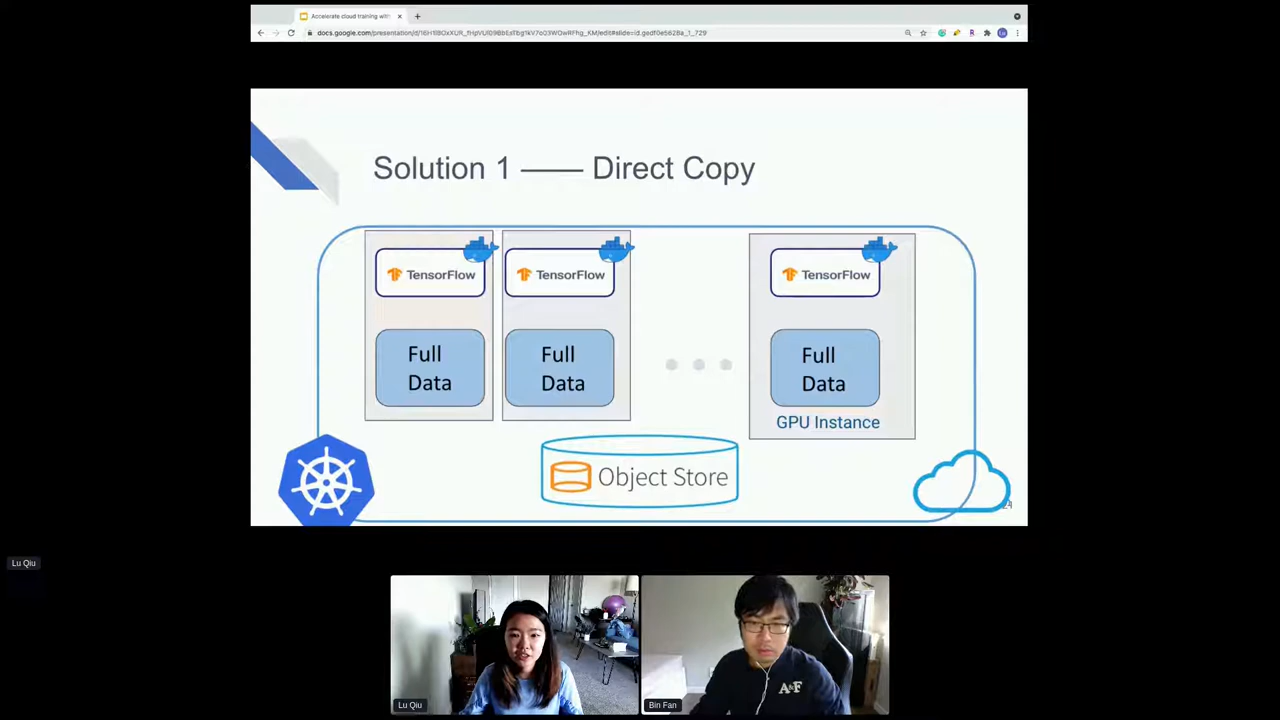 Accelerate cloud training with
Solution 1 —— Direct Copy
TensorFlow
TensorFlow
TensorFlow
Full
Data
Full
Data
Full
Data
GPU Instance
Object Store
24
Lu Qiu
Lu Qiu
Bin Fan
A&F